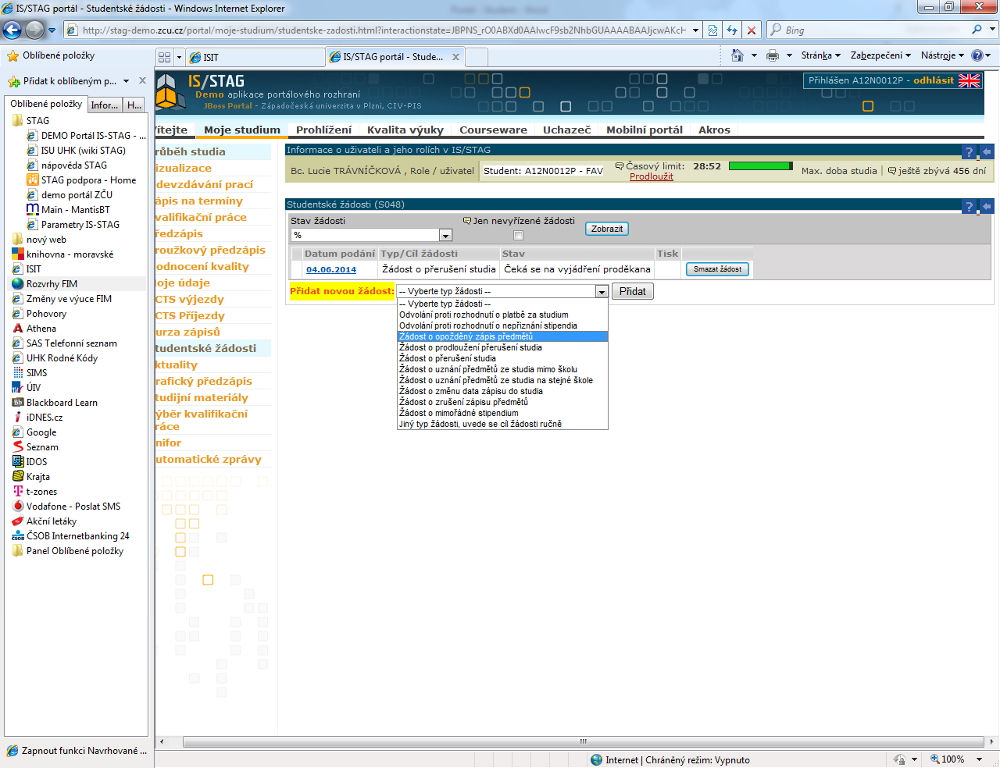 IS/STAG portál - Studentské žádosti - Windows Internet Explorer
http://stag-demo.zcu.cz/portal/moje-studium/studentske-zadosti.html?interactionstate=JBPNS_rO0ABXd0AAlwcF9sb2NhbGUAAAABAAJjcwAKcH
Bing
Oblíbené položky
ISIT
IS/STAG portál - Stude...
Stránka
Zabezpečení
Nástroje
Přidat k oblíbeným p...
Oblíbené položky
Infor...
H...
STAG
DEMO Portál IS-STAG - ...
ISU UHK (wiki STAG)
nápověda STAG
STAG podpora - Home
demo portál ZČU
Main - MantisBT
Parametry IS-STAG
nový web
knihovna - moravské
ISIT
Rozvrhy FIM
Změny ve výuce FIM
Pohovory
Athena
SAS Telefonní seznam
UHK Rodné Kódy
SIMS
ÚIV
Blackboard Learn
iDNES.cz
Google
Seznam
IDOS
Krajta
t-zones
Vodafone - Poslat SMS
Akční letáky
ČSOB Internetbanking 24
Panel Oblíbené položky
Zapnout funkci Navrhované ...
IS/STAG
Demo aplikace portálového rozhraní
JBoss Portal - Západočeská univerzita v Plzni, CIV-PIS
Přihlášen A12N0012P - odhlásit
ítejte
Moje studium
Prohlížení
Kvalita výuky
Courseware
Uchazeč
Mobilní portál
Akros
růběh studia
izualizace
devzdávání prací
ápis na termíny
valifikační práce
ředzápis
roužkový předzápis
odnocení kvality
oje údaje
CTS výjezdy
CTS Příjezdy
urza zápisů
tudentské žádosti
ktuality
rafický předzápis
tudijní materiály
ýběr kvalifikační
ráce
nifor
utomatické zprávy
Informace o uživateli a jeho rolích v IS/STAG
Bc. Lucie TRÁVNÍČKOVÁ , Role / uživatel
Student: A12N0012P - FAV
Časový limit: 28:52
Prodloužit
Max. doba studia
ještě zbývá 456 dní
Studentské žádosti (S048)
Stav žádosti
Jen nevyřízené žádosti
%
Zobrazit
Datum podání Typ/Cíl žádosti Stav Tisk
04.06.2014 Žádost o přerušení studia Čeká se na vyjádření proděkana Smazat žádost
Přidat novou žádost: -- Vyberte typ žádosti -- Přidat
-- Vyberte typ žádosti --
Odvolání proti rozhodnutí o platbě za studium
Odvolání proti rozhodnutí o nepřiznání stipendia
Žádost o opožděný zápis předmětů
Žádost o prodloužení přerušení studia
Žádost o přerušení studia
Žádost o uznání předmětů ze studia mimo školu
Žádost o uznání předmětů ze studia na stejné škole
Žádost o změnu data zápisu do studia
Žádost o zrušení zápisu předmětů
Žádost o mimořádné stipendium
Jiný typ žádosti, uvede se cíl žádosti ručně
Internet | Chráněný režim: Vypnuto
100%